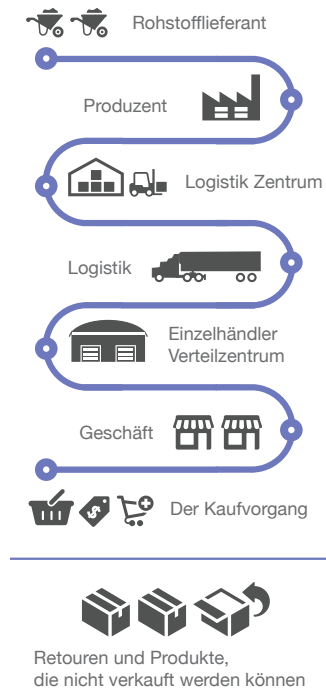 Rohstofflieferant
Produzent
Logistik Zentrum
Logistik
Einzelhändler
Verteilzentrum
Geschäft
$
Der Kaufvorgang
Retouren und Produkte,
die nicht verkauft werden können